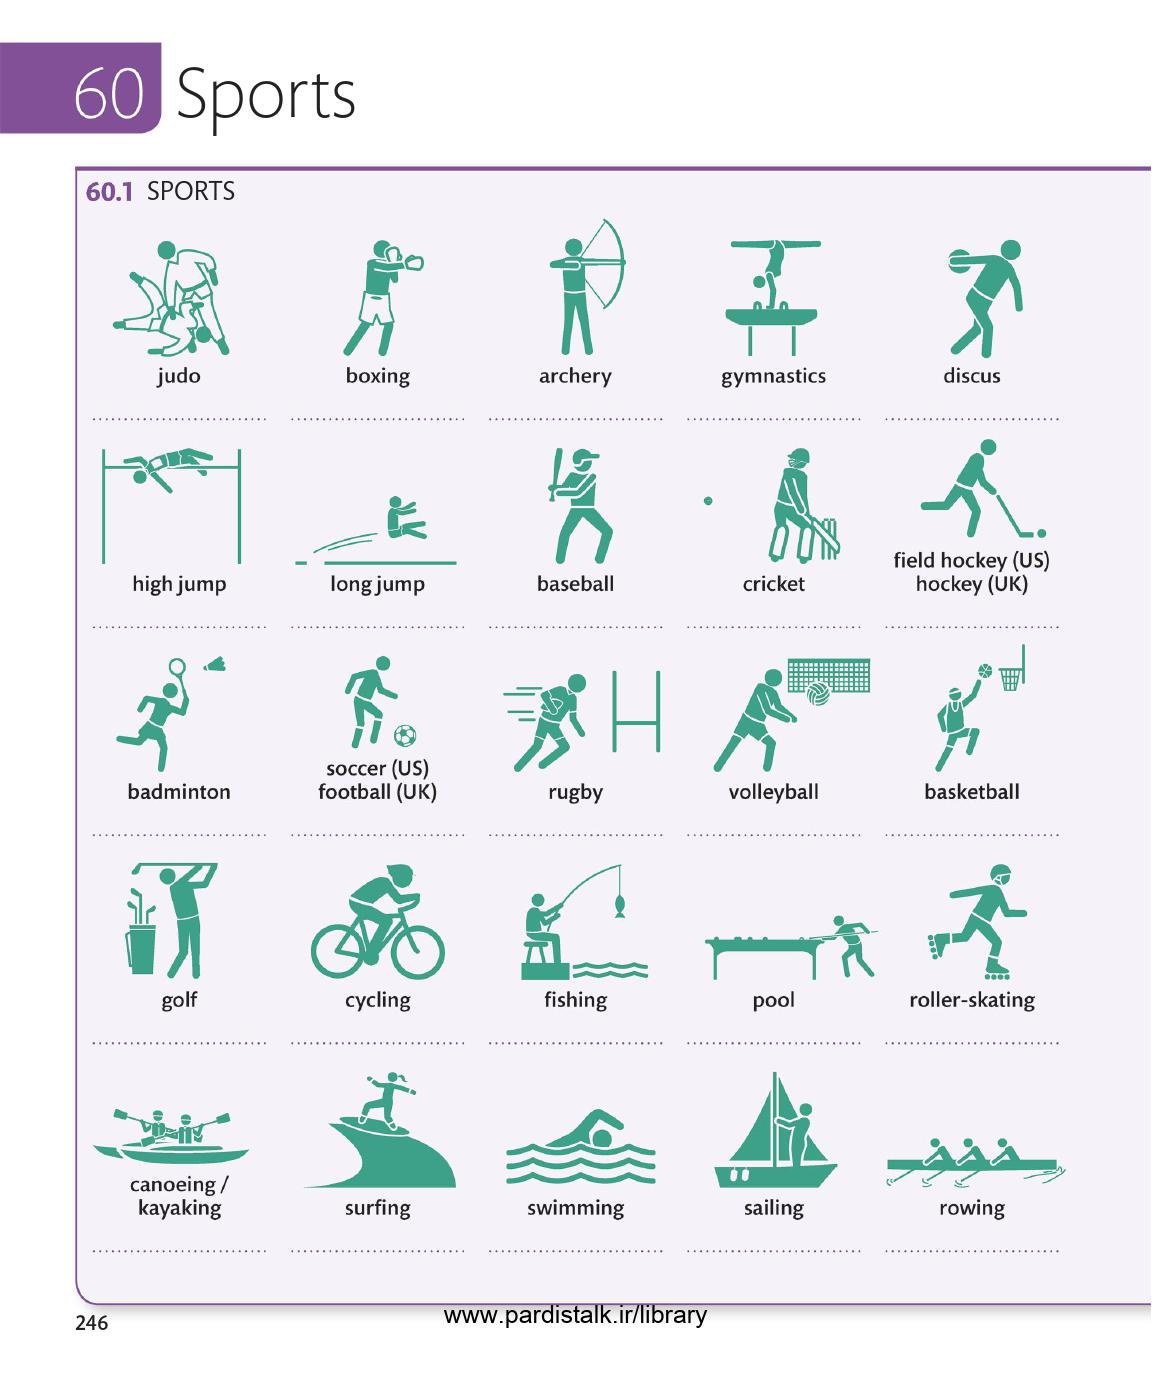 60 Sports
60.1 SPORTS
judo
boxing
archery
gymnastics
discus
high jump
long jump
baseball
cricket
field hockey (US)
hockey (UK)
badminton
soccer (US)
football (UK)
rugby
volleyball
basketball
golf
cycling
fishing
pool
roller-skating
canoeing /
kayaking
surfing
swimming
sailing
rowing
246
www.pardistalk.ir/library